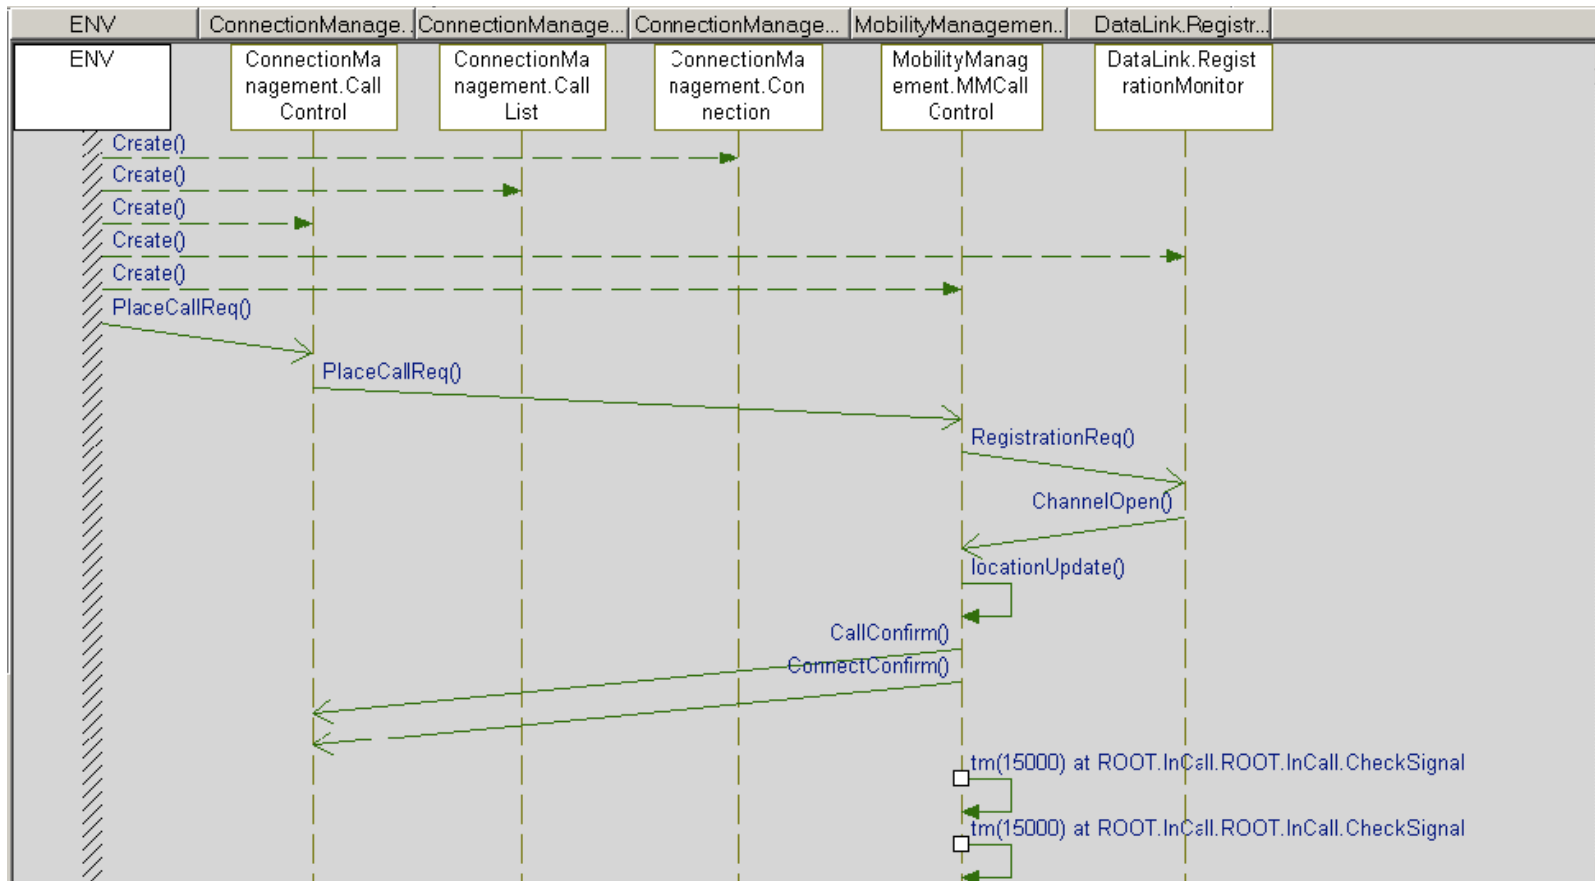 ENV
ConnectionManage..
ConnectionManage...
ConnectionManage...
MobilityManagemen..
DataLink.Registr...
ENV
ConnectionMa
nagement.Call
Control
ConnectionMa
nagement.Call
List
ConnectionMa
nagement.Con
nection
MobilityManag
ement.MMCall
Control
DataLink.Regist
rationMonitor
Create()
Create()
Create()
Create()
Create()
PlaceCallReq()
PlaceCallReq()
RegistrationReq()
ChannelOpen()
locationUpdate()
CallConfirm()
ConnectConfirm()
tm(15000) at ROOT.InCall.ROOT.InCall.CheckSignal
tm(15000) at ROOT.InCall.ROOT.InCall.CheckSignal